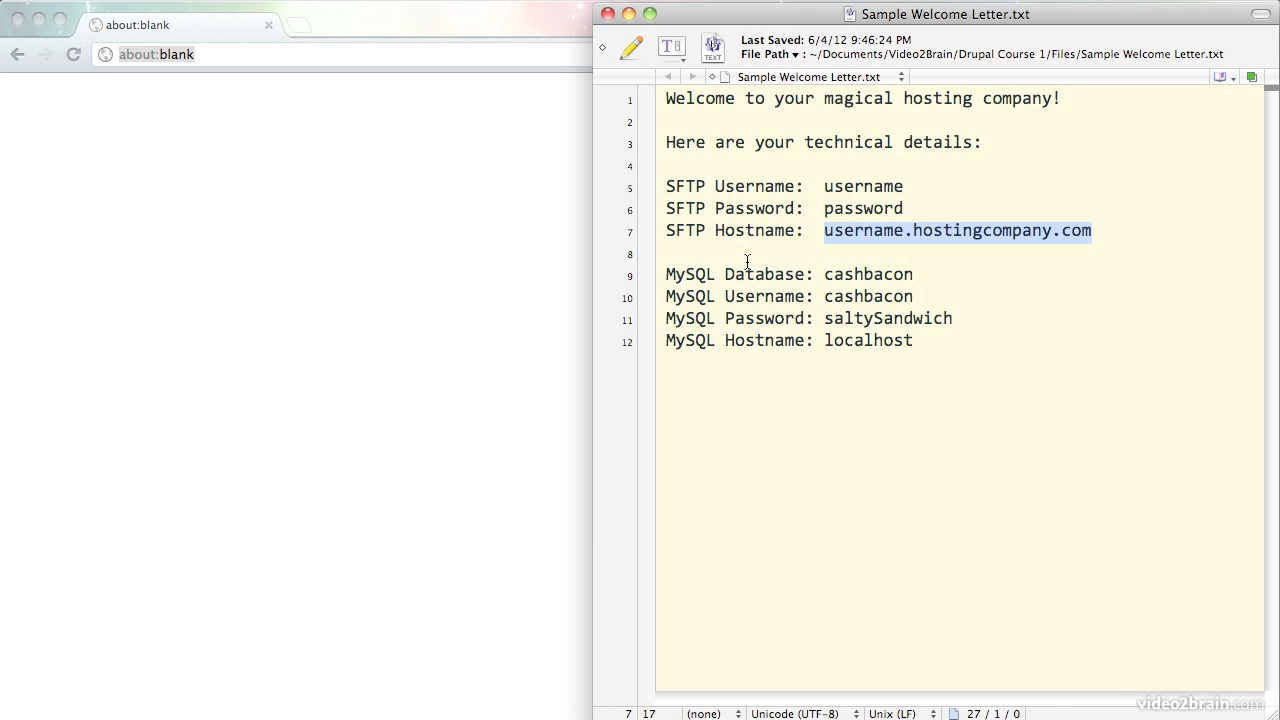 about:blank
about:blank
Sample Welcome Letter.txt
TEXT
Last Saved: 6/4/12 9:46:24 PM
File Path ▾ : ~/Documents/Video2Brain/Drupal Course 1/Files/Sample Welcome Letter.txt
Sample Welcome Letter.txt
1 Welcome to your magical hosting company!
2
3 Here are your technical details:
4
5 SFTP Username: username
6 SFTP Password: password
7 SFTP Hostname: username.hostingcompany.com
8
9 MySQL Database: cashbacon
10 MySQL Username: cashbacon
11 MySQL Password: saltySandwich
12 MySQL Hostname: localhost
video2brain.com
7 17 (none) Unicode (UTF-8) Unix (LF) 27 / 1 / 0